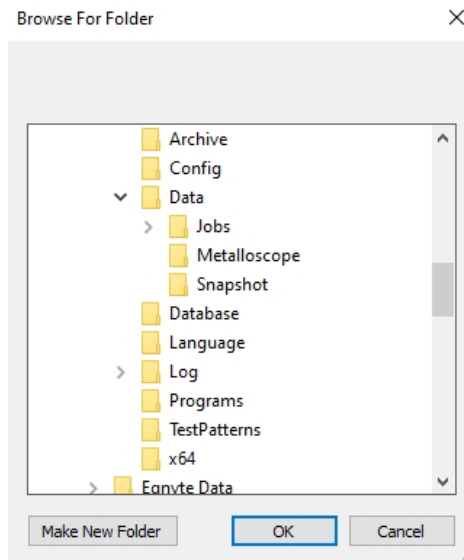 Browse For Folder
Archive
Config
Data
Jobs
Metalloscope
Snapshot
Database
Language
Log
Programs
TestPatterns
x64
Egnyte Data
Make New Folder
OK
Cancel